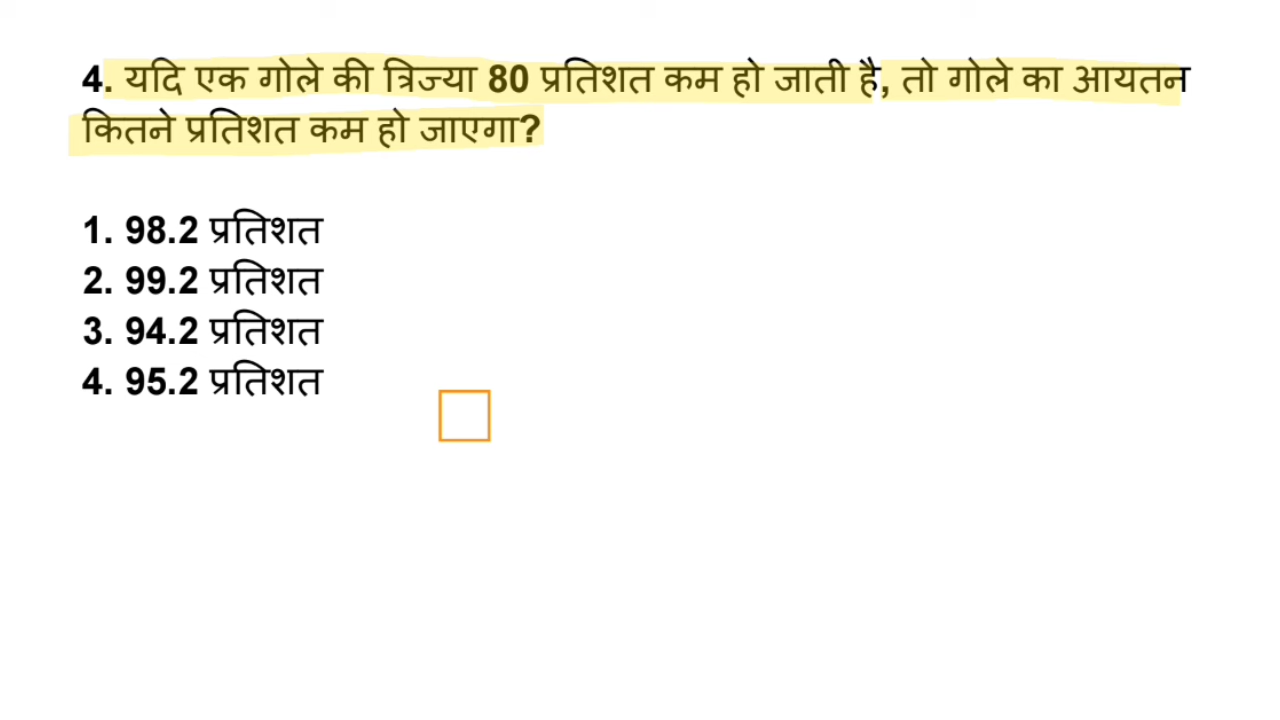 4. यदि एक गोले की त्रिज्या 80 प्रतिशत कम हो जाती है, तो गोले का आयतन
कितने प्रतिशत कम हो जाएगा?
1. 98.2 प्रतिशत
2. 99.2 प्रतिशत
3. 94.2 प्रतिशत
4. 95.2 प्रतिशत